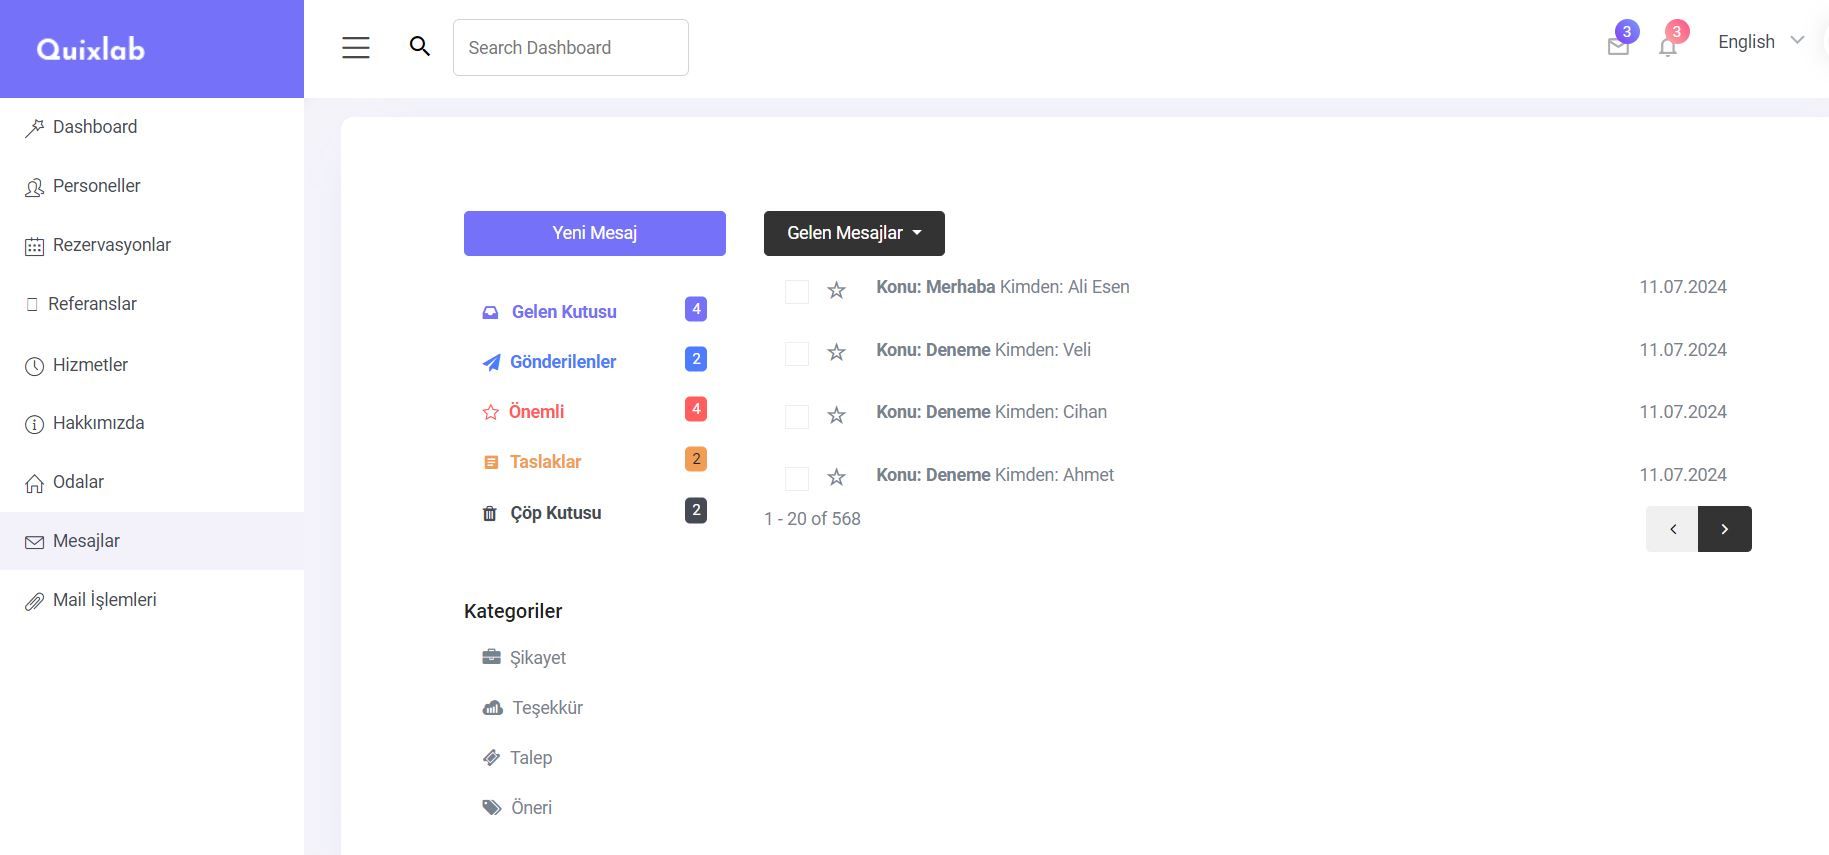 Quixlab
Search Dashboard
3
3
English
Dashboard
Personeller
Rezervasyonlar
Referanslar
Hizmetler
Hakkımızda
Odalar
Mesajlar
Mail İşlemleri
Yeni Mesaj
Gelen Kutusu 4
Gönderilenler 2
Önemli 4
Taslaklar 2
Çöp Kutusu 2
Kategoriler
Şikayet
Teşekkür
Talep
Öneri
Gelen Mesajlar
Konu: Merhaba Kimden: Ali Esen 11.07.2024
Konu: Deneme Kimden: Veli 11.07.2024
Konu: Deneme Kimden: Cihan 11.07.2024
Konu: Deneme Kimden: Ahmet 11.07.2024
1 - 20 of 568